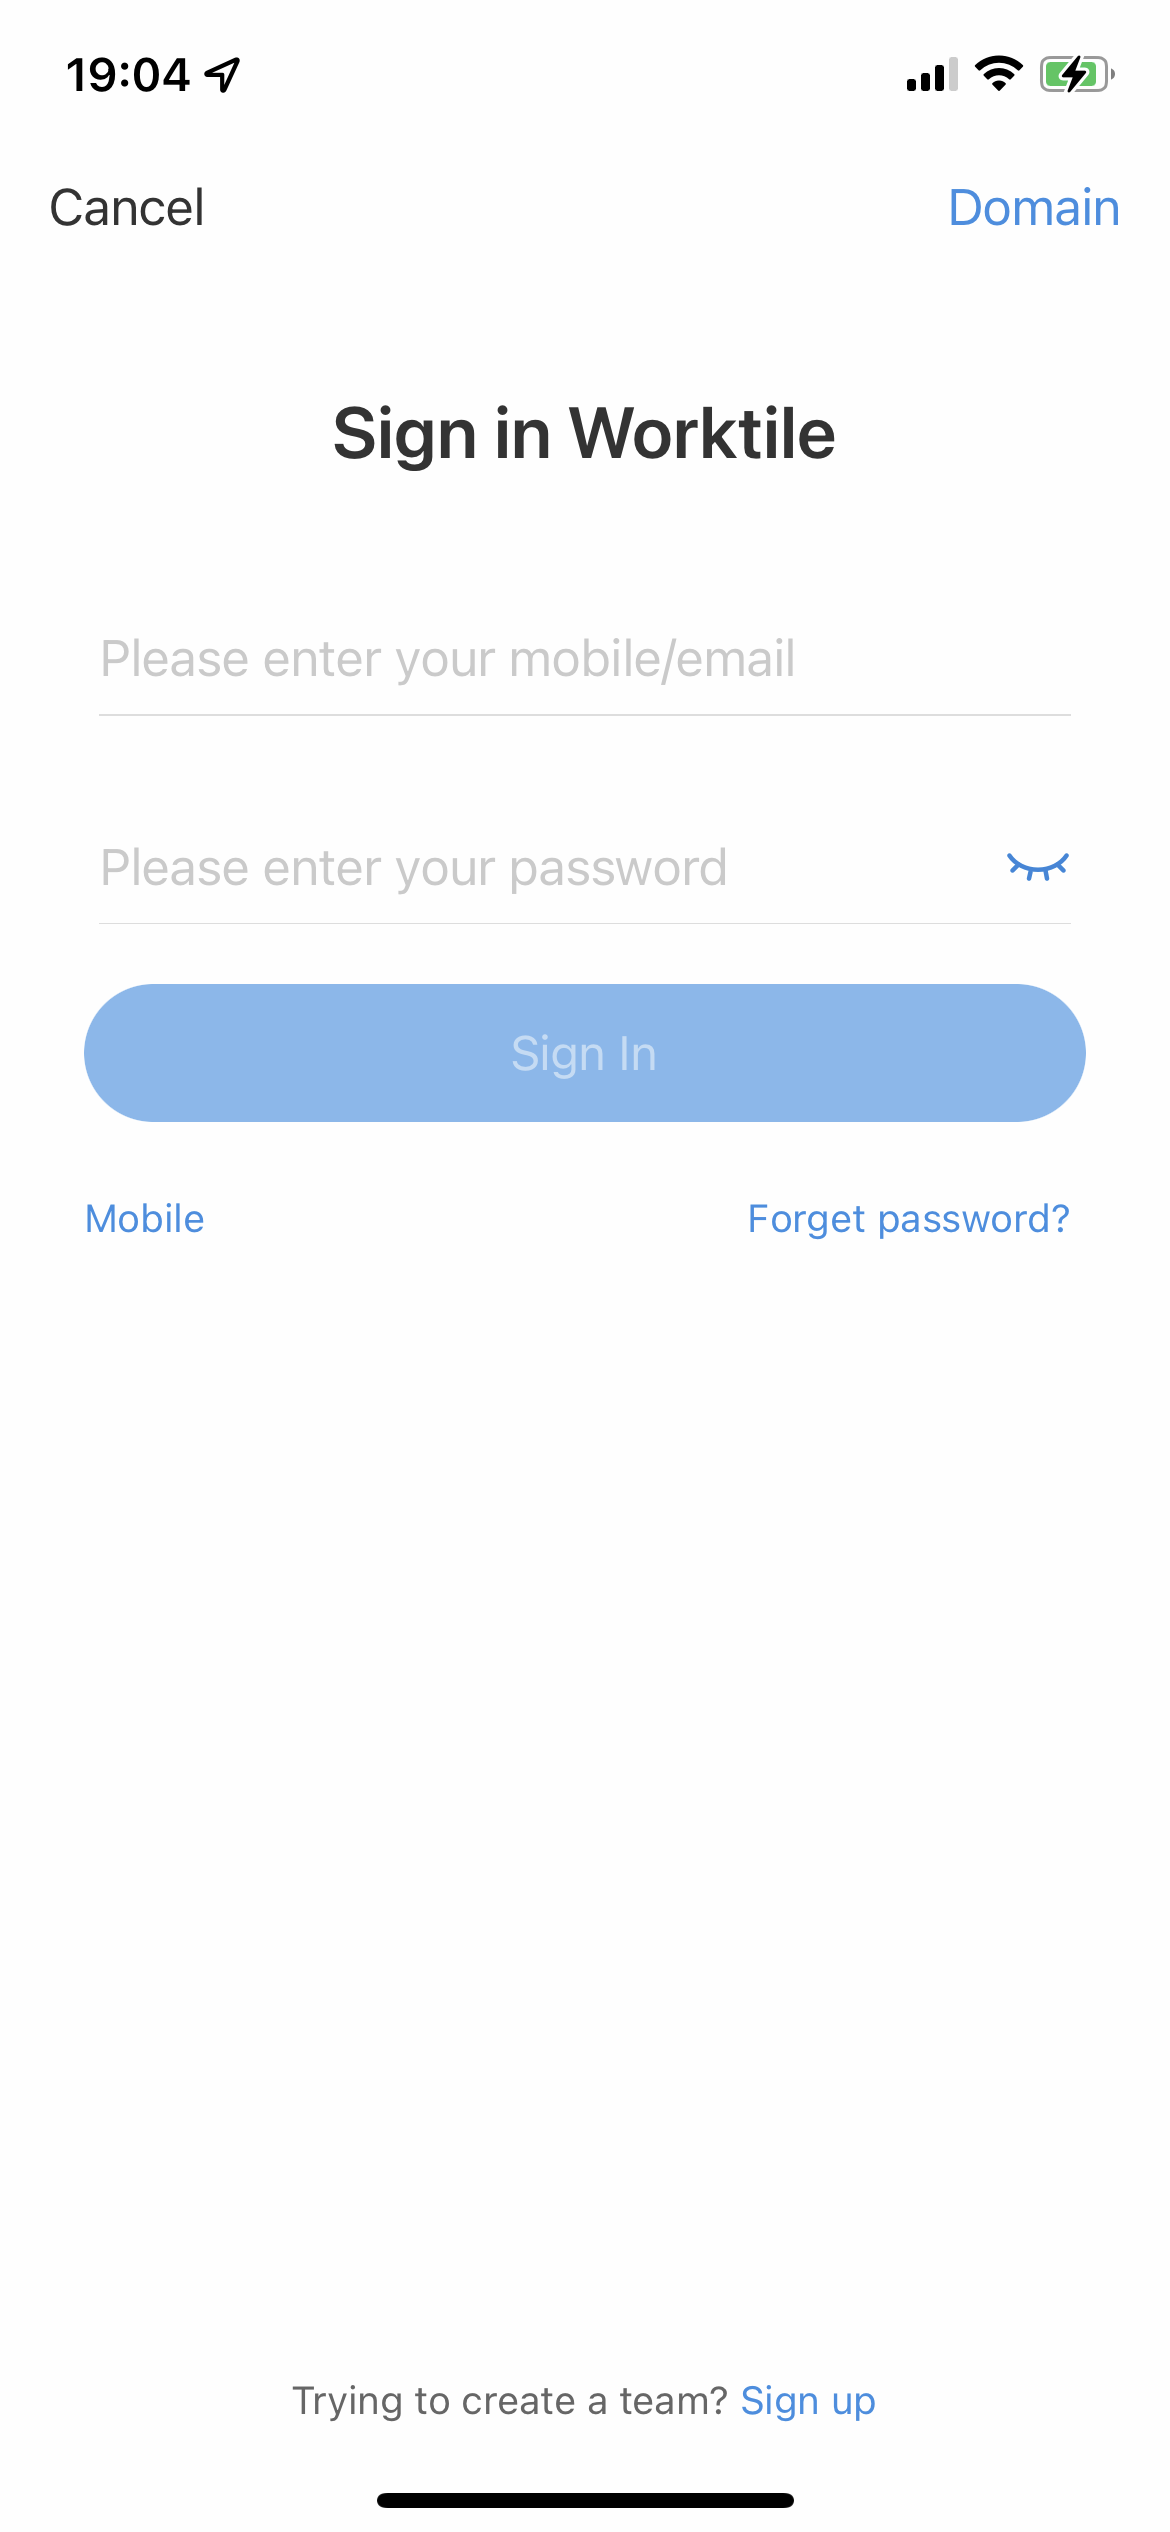 19:04
Cancel
Domain
Sign in Worktile
Please enter your mobile/email
Please enter your password
Sign In
Mobile
Forget password?
Trying to create a team? Sign up